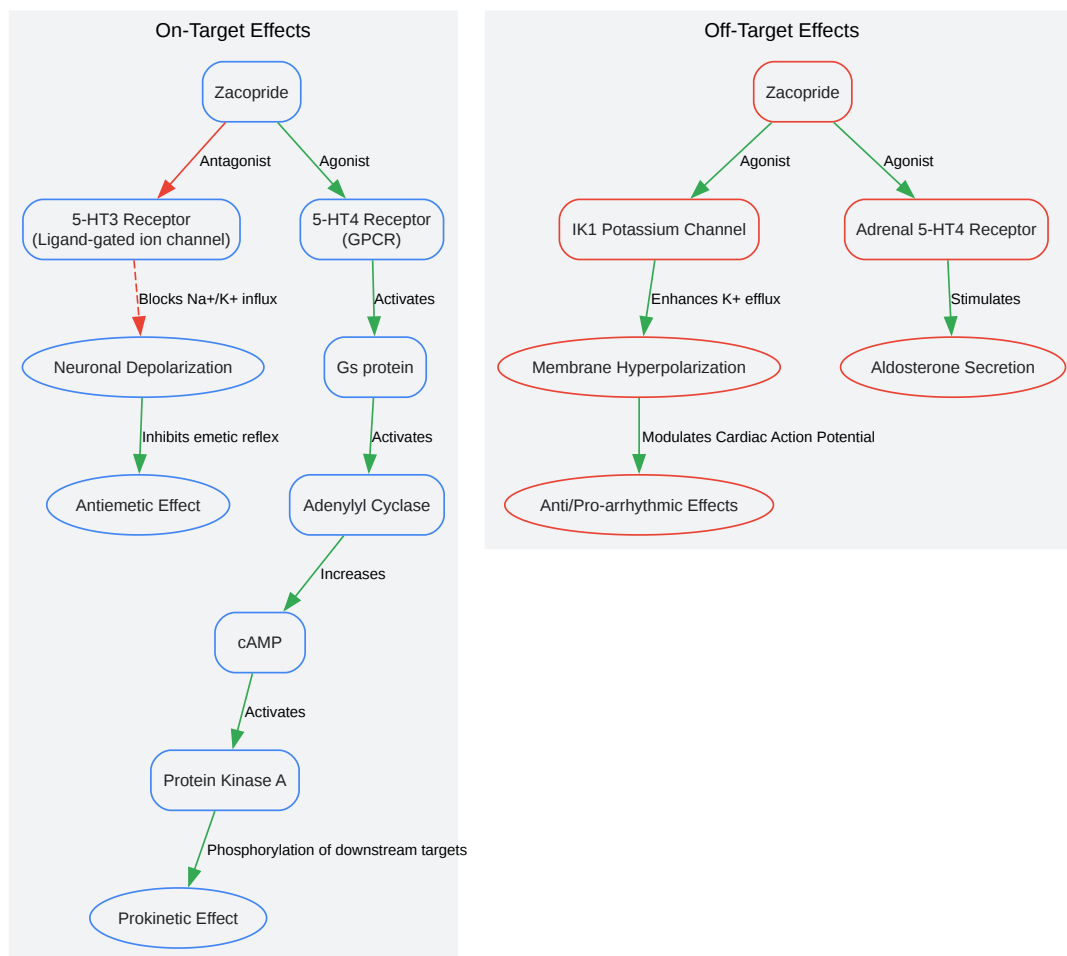 On-Target Effects
Zacopride
Antagonist
Agonist
5-HT3 Receptor
(Ligand-gated ion channel)
5-HT4 Receptor
(GPCR)
Blocks Na+/K+ influx
Activates
Neuronal Depolarization
Gs protein
Inhibits emetic reflex
Activates
Antiemetic Effect
Adenylyl Cyclase
Increases
cAMP
Activates
Protein Kinase A
Phosphorylation of downstream targets
Prokinetic Effect
Off-Target Effects
Zacopride
Agonist
Agonist
IK1 Potassium Channel
Adrenal 5-HT4 Receptor
Enhances K+ efflux
Stimulates
Membrane Hyperpolarization
Aldosterone Secretion
Modulates Cardiac Action Potential
Anti/Pro-arrhythmic Effects